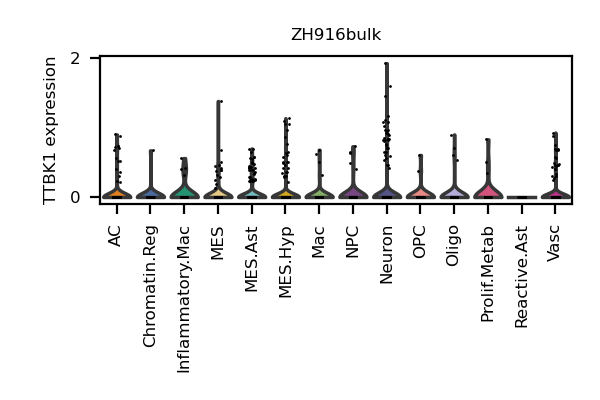 ZH916bulk
TTBK1 expression
2
0
AC
Chromatin.Reg
Inflammatory.Mac
MES
MES.Ast
MES.Hyp
Mac
NPC
Neuron
OPC
Oligo
Prolif.Metab
Reactive.Ast
Vasc